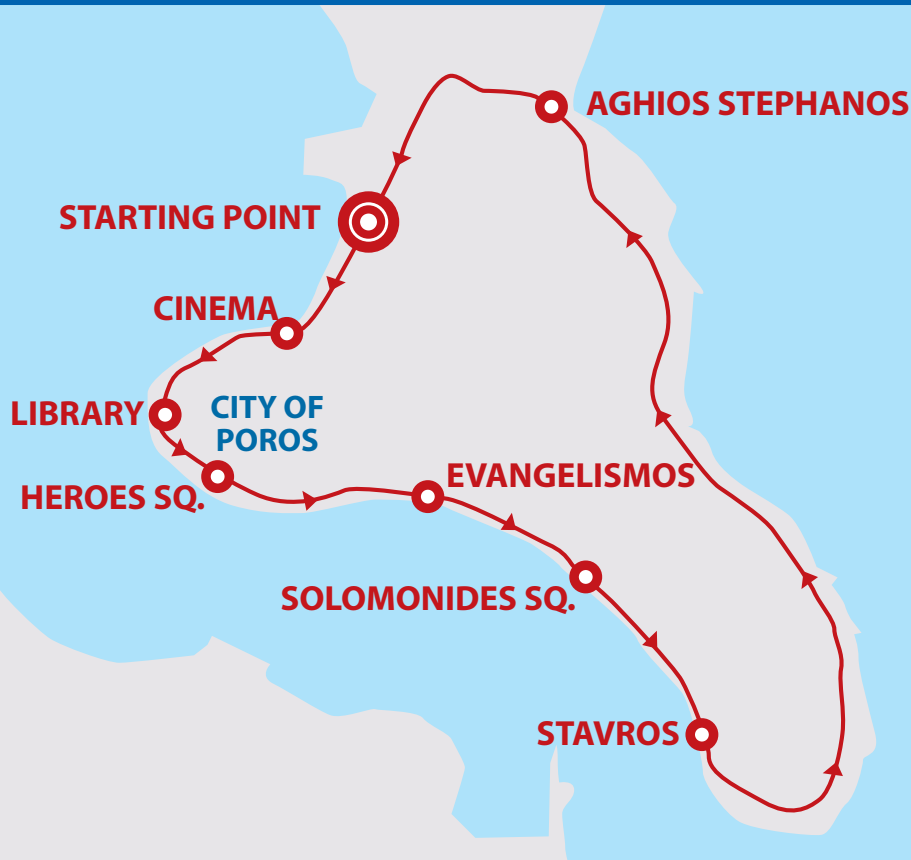 AGHIOS STEPHANOS
STARTING POINT
CINEMA
LIBRARY
CITY OF
POROS
HEROES SQ.
EVANGELISMOS
SOLOMONIDES SQ.
STAVROS